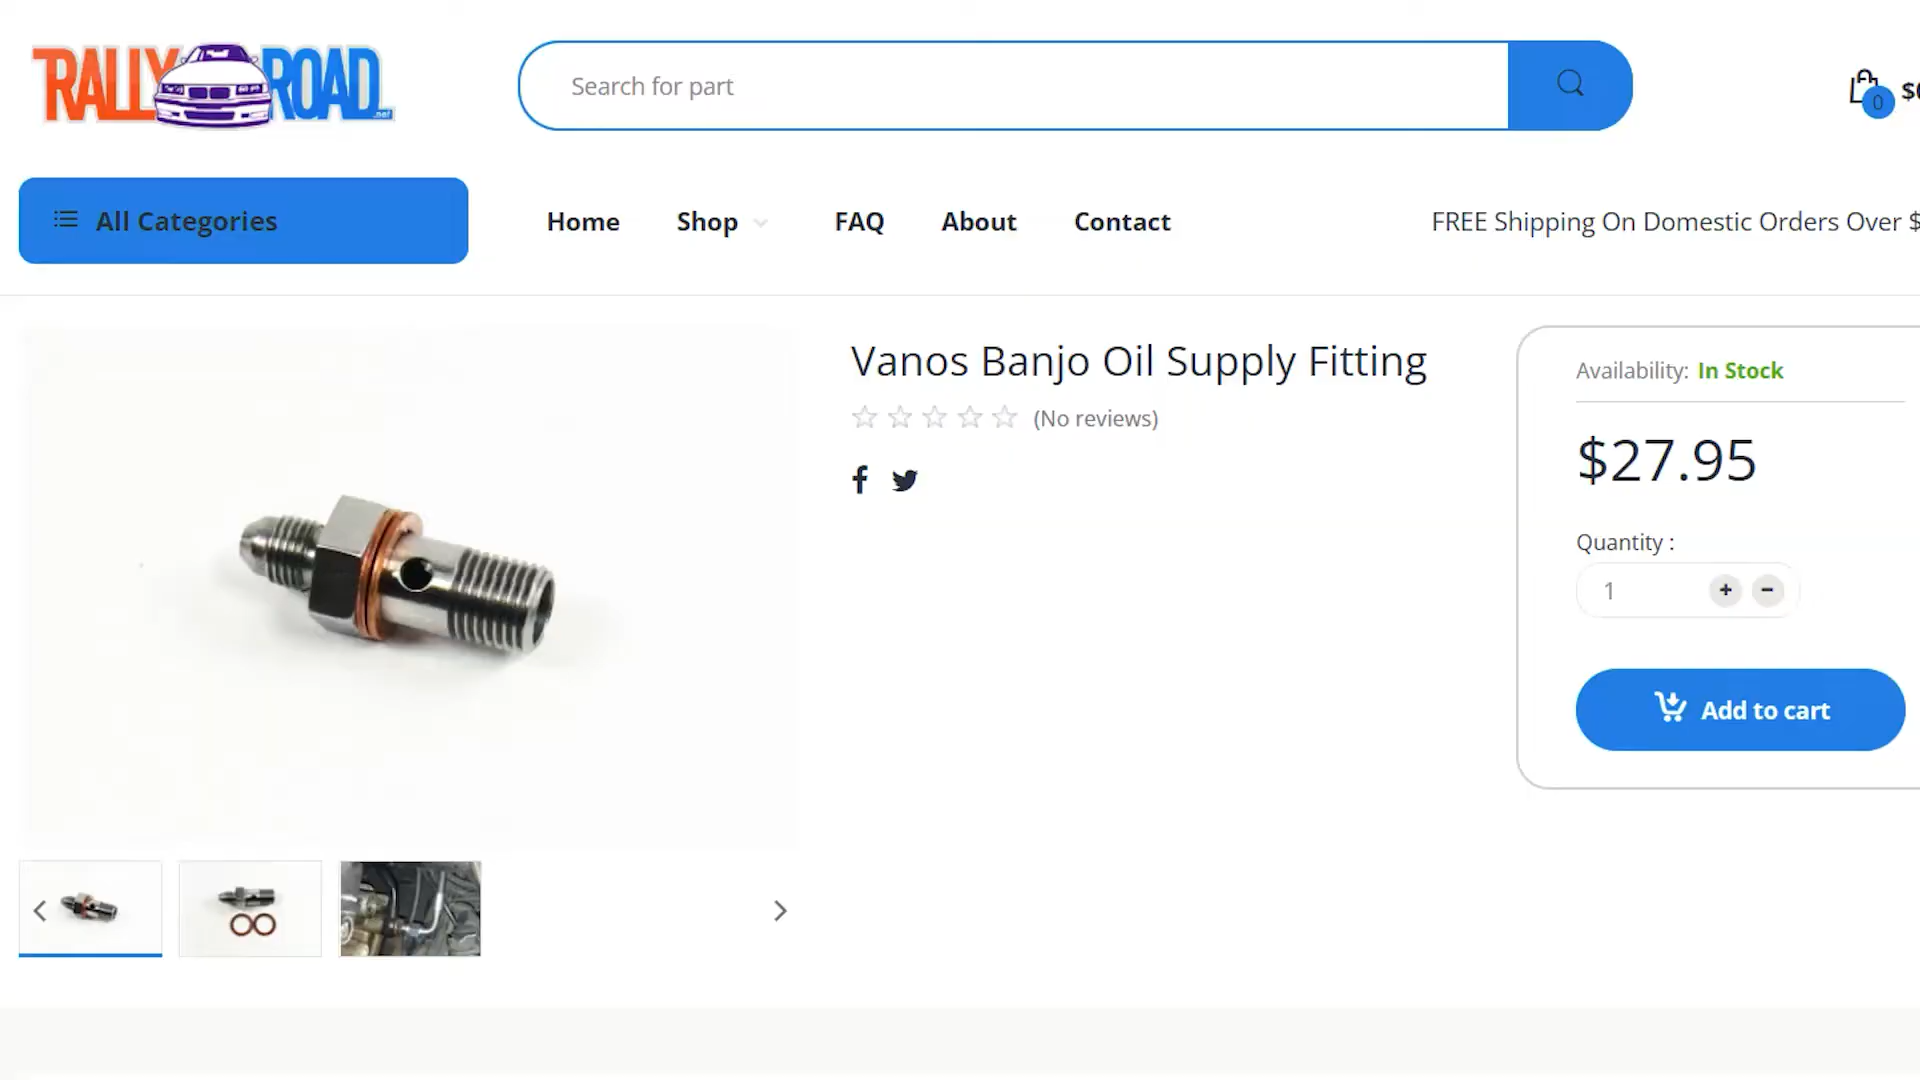 RALLY ROAD .net
Search for part
0
$
All Categories
Home
Shop
FAQ
About
Contact
FREE Shipping On Domestic Orders Over $
Vanos Banjo Oil Supply Fitting
(No reviews)
Availability: In Stock
$27.95
Quantity :
1
+
-
Add to cart